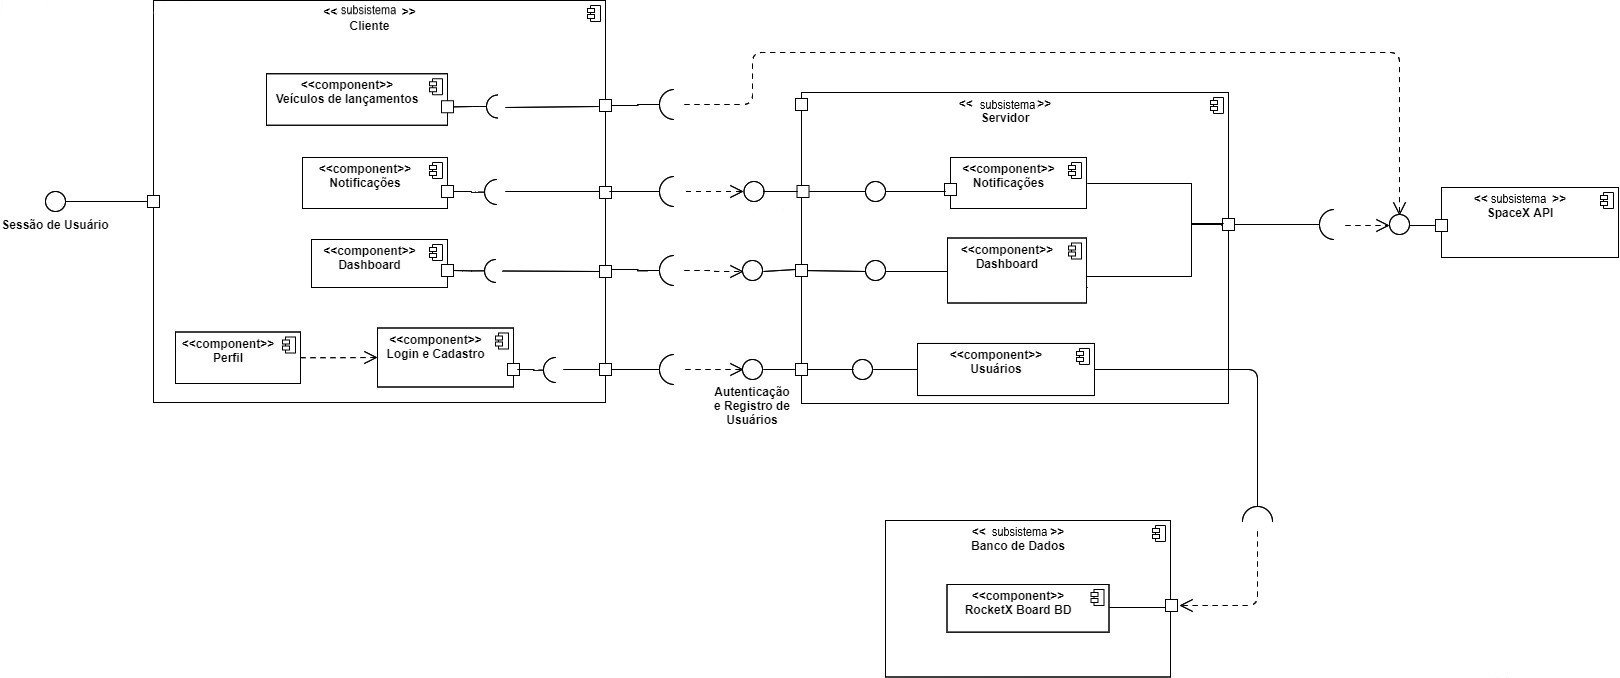 << subsistema >>
Cliente
<<component>>
Veículos de lançamentos
<<component>>
Notificações
<<component>>
Dashboard
<<component>>
Perfil
<<component>>
Login e Cadastro
Sessão de Usuário
Autenticação
e Registro de
Usuários
<< subsistema >>
Servidor
<<component>>
Notificações
<<component>>
Dashboard
<<component>>
Usuários
<< subsistema >>
SpaceX API
<< subsistema >>
Banco de Dados
<<component>>
RocketX Board BD